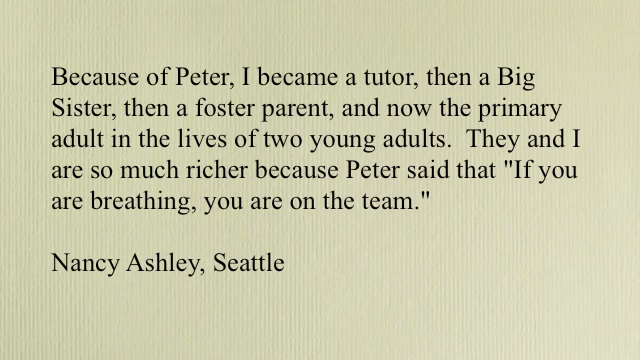 Because of Peter, I became a tutor, then a Big
Sister, then a foster parent, and now the primary
adult in the lives of two young adults.  They and I
are so much richer because Peter said that "If you
are breathing, you are on the team."
Nancy Ashley, Seattle